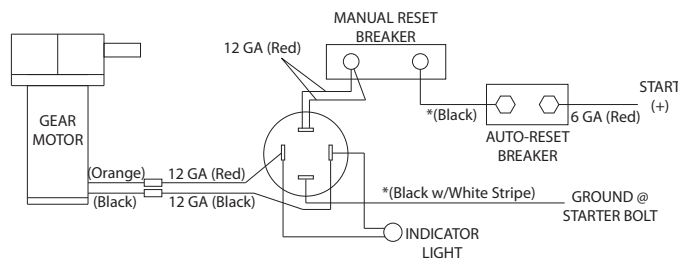 MANUAL RESET
BREAKER
12 GA (Red)
START
(+)
*(Black)
6 GA (Red)
AUTO-RESET
BREAKER
GEAR
MOTOR
(Orange)
12 GA (Red)
(Black)
12 GA (Black)
*(Black w/White Stripe)
GROUND @
STARTER BOLT
INDICATOR
LIGHT